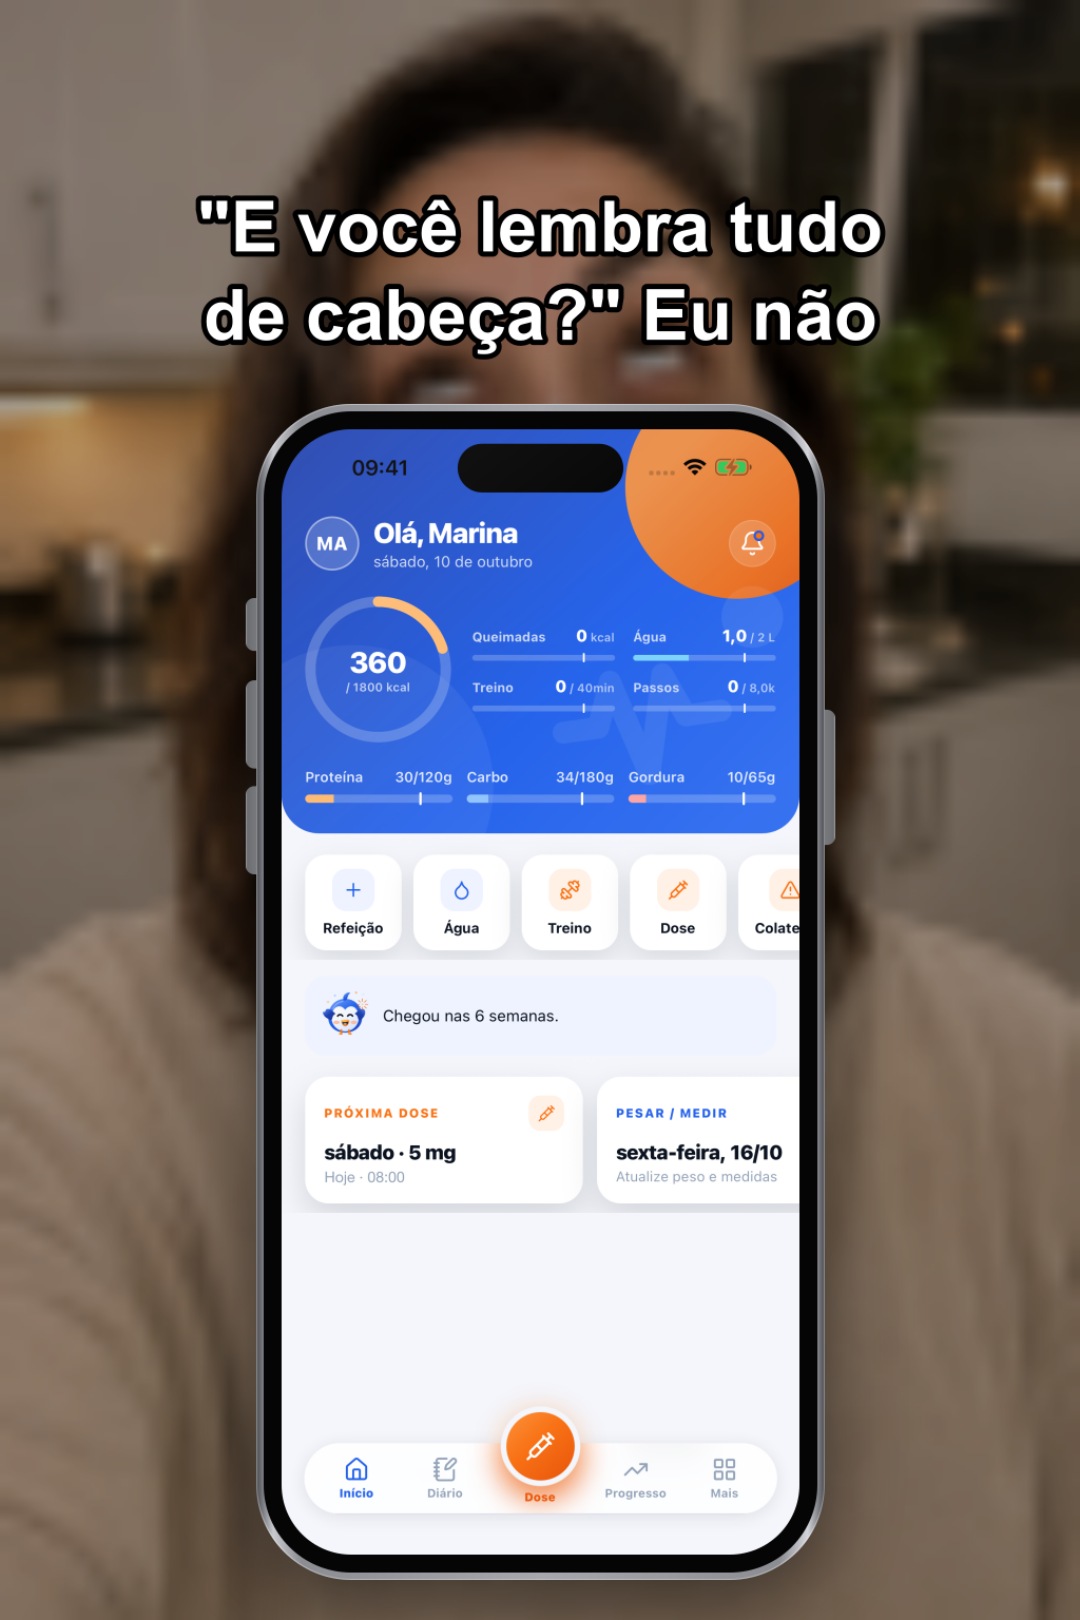 "E você lembra tudo
de cabeça?" Eu não
09:41
MA
Olá, Marina
sábado, 10 de outubro
360
/ 1800 kcal
Queimadas 0 kcal
Água 1,0 / 2 L
Treino 0 / 40min
Passos 0 / 8,0k
Proteína 30/120g
Carbo 34/180g
Gordura 10/65g
Refeição
Água
Treino
Dose
Colate
Chegou nas 6 semanas.
PRÓXIMA DOSE
sábado · 5 mg
Hoje · 08:00
PESAR / MEDIR
sexta-feira, 16/10
Atualize peso e medidas
Início
Diário
Dose
Progresso
Mais